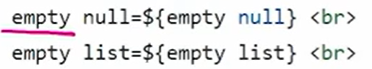 empty null=${empty null} <br>
empty list=${empty list} <br>